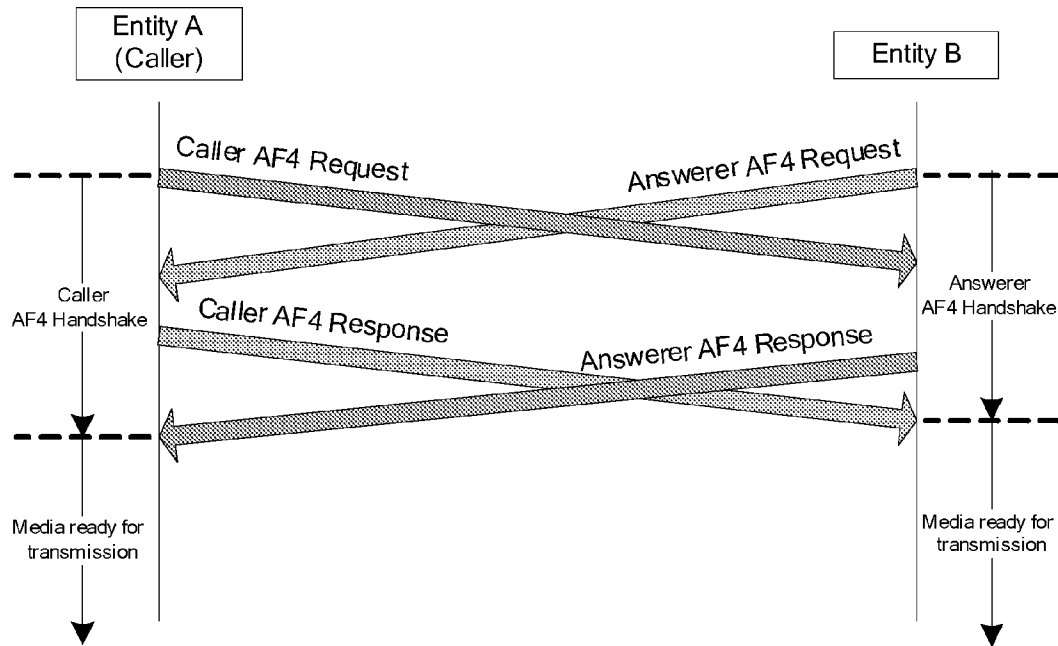 Entity A
(Caller)
Entity B
Caller AF4 Request
Answerer AF4 Request
Caller
AF4 Handshake
Answerer
AF4 Handshake
Caller AF4 Response
Answerer AF4 Response
Media ready for
transmission
Media ready for
transmission